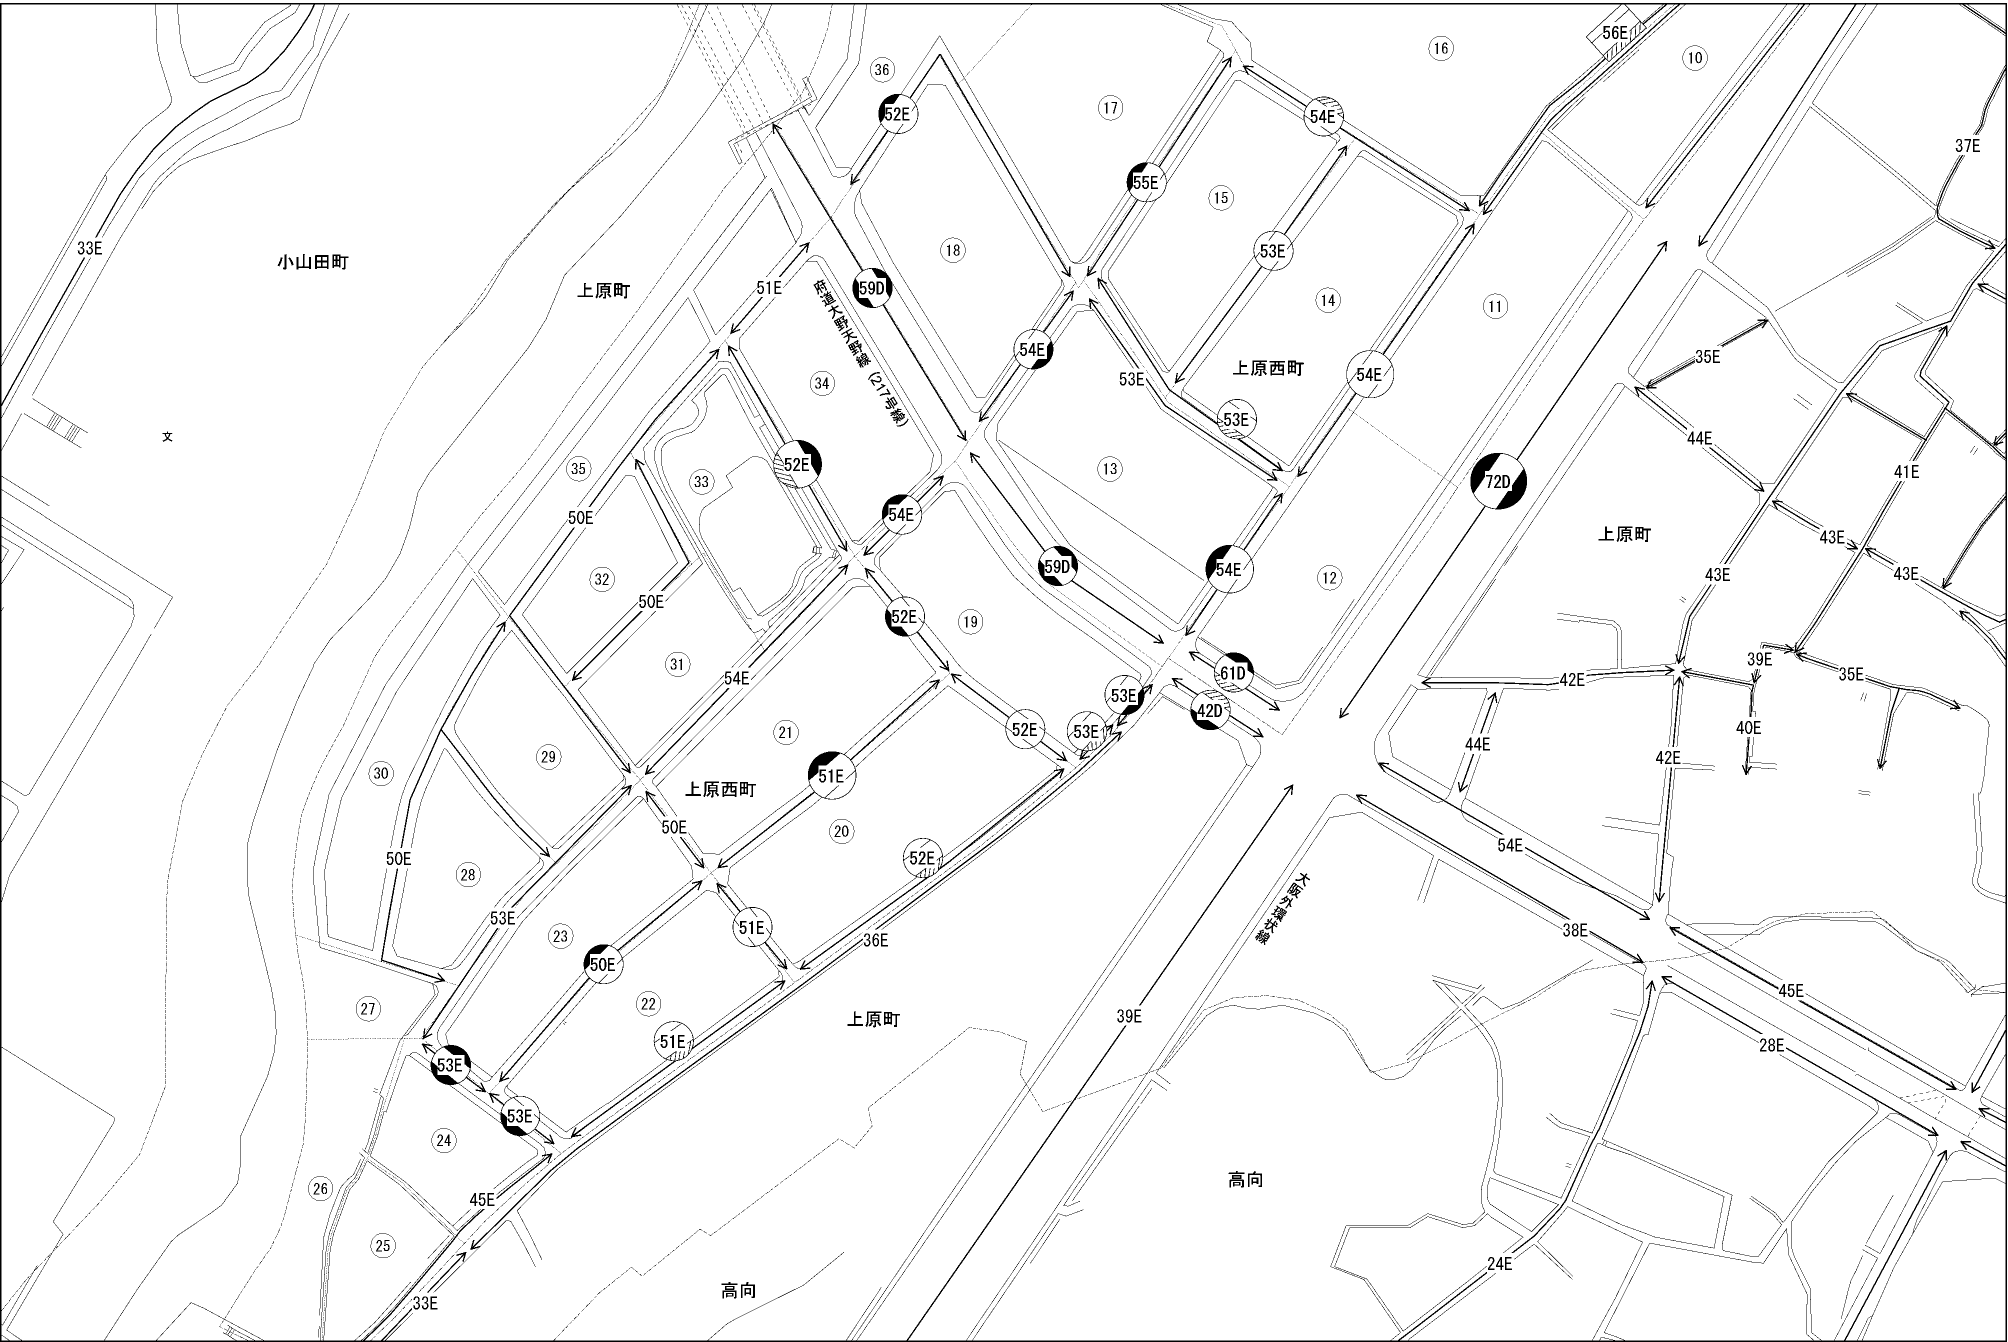 56E
⑯
⑩
㊱
⑰
52E
54E
37E
55E
⑮
33E
小山田町
上原町
51E
59D
⑱
53E
⑭
⑪
府道大野天野線(217号線)
54E
35E
上原西町
53E
54E
34
53E
44E
文
㉟
㉝
52E
⑬
72D
41E
50E
54E
上原町
43E
43E
43E
㉜
50E
52E
⑲
59D
54E
⑫
㉛
54E
61D
42D
53E
53E
52E
42E
39E
35E
40E
42E
44E
㉚
㉙
㉑
上原西町
51E
50E
⑳
54E
50E
㉘
52E
大阪外環状線
53E
㉓
51E
36E
38E
50E
㉒
45E
㉗
上原町
39E
51E
28E
53E
53E
㉔
高向
㉖
45E
㉕
高向
33E
24E